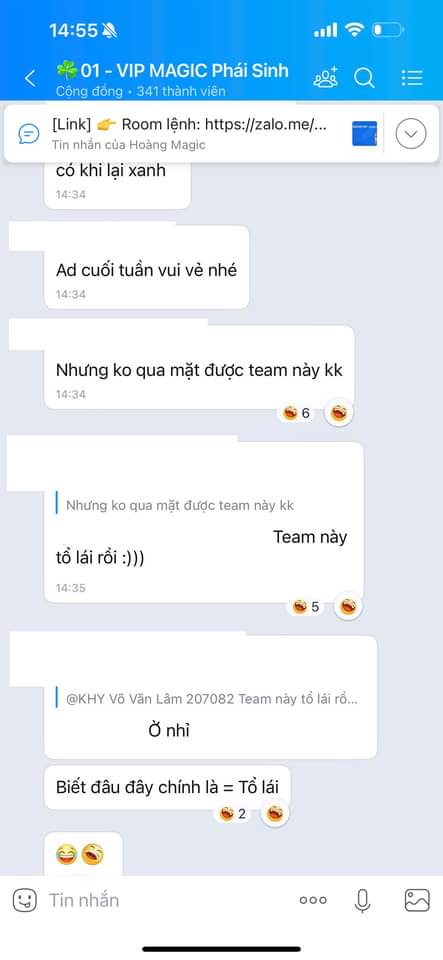 14:55
☘️01 - VIP MAGIC Phái Sinh
Cộng đồng • 341 thành viên
[Link] 👉 Room lệnh: https://zalo.me/...
Tin nhắn của Hoàng Magic
có khi lại xanh
14:34
Ad cuối tuần vui vẻ nhé
14:34
Nhưng ko qua mặt được team này kk
14:34
6
Nhưng ko qua mặt được team này kk
Team này
tổ lái rồi :)))
14:35
5
@KHY Võ Văn Lâm 207082 Team này tổ lái rồ...
Ờ nhỉ
Biết đâu đây chính là = Tổ lái
2
😂🤣
Tin nhắn